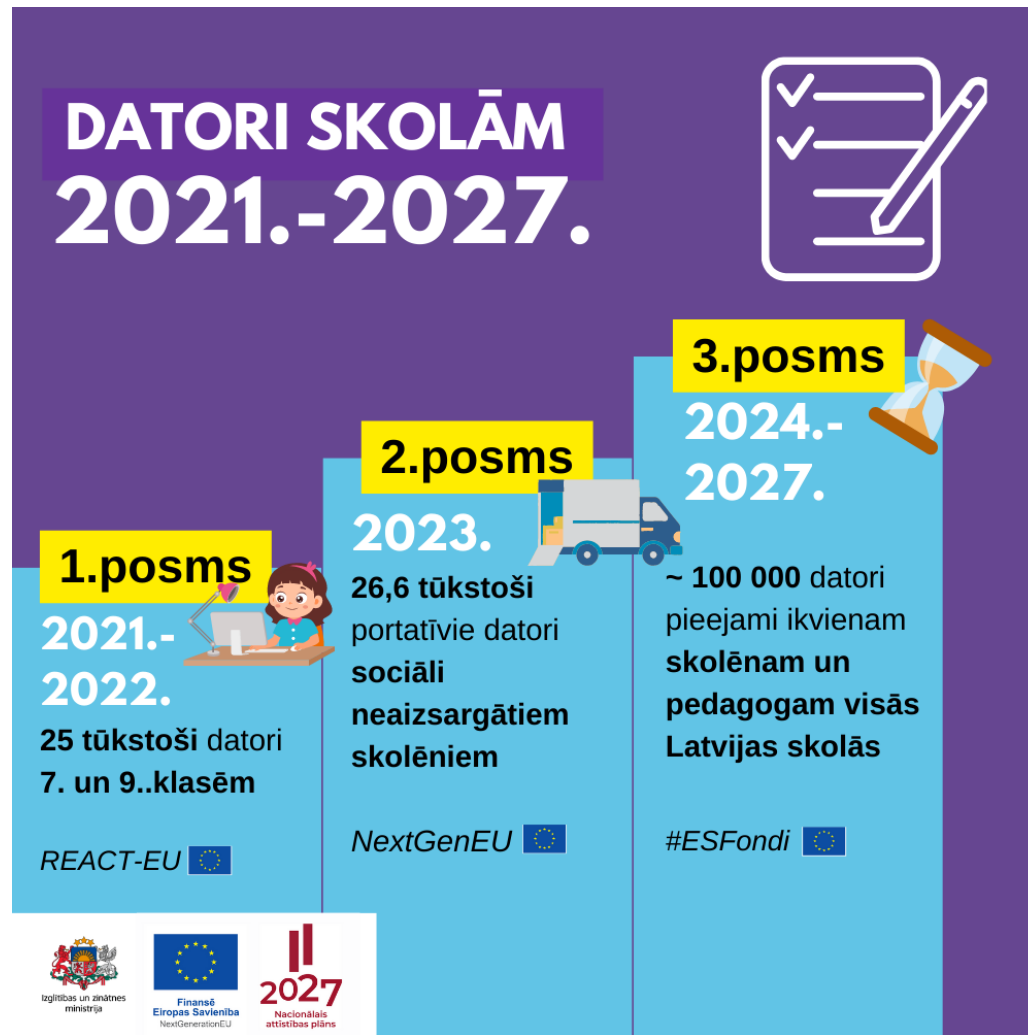 DATORI SKOLĀM
2021.-2027.
1.posms
2021.-
2022.
25 tūkstoši datori
7. un 9..klasēm
REACT-EU
2.posms
2023.
26,6 tūkstoši
portatīvie datori
sociāli
neaizsargātiem
skolēniem
NextGenEU
3.posms
2024.-
2027.
~ 100 000 datori
pieejami ikvienam
skolēnam un
pedagogam visās
Latvijas skolās
#ESFondi
Izglītības un zinātnes
ministrija
Finansē
Eiropas Savienība
NextGenerationEU
2027
Nacionālais
attīstības plāns